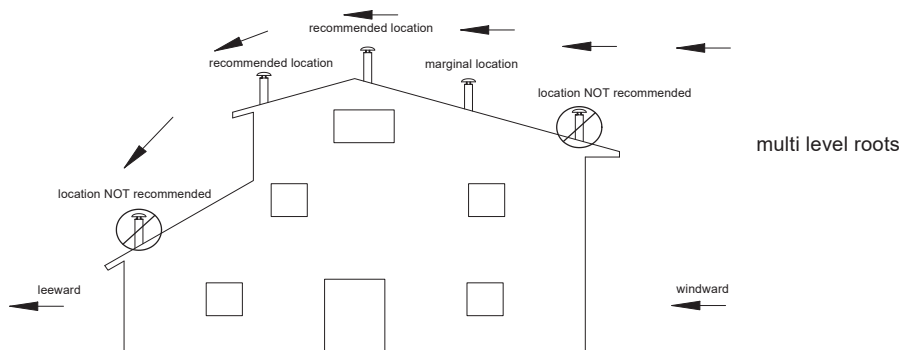 recommended location
recommended location
marginal location
location NOT recommended
multi level roots
location NOT recommended
leeward
windward